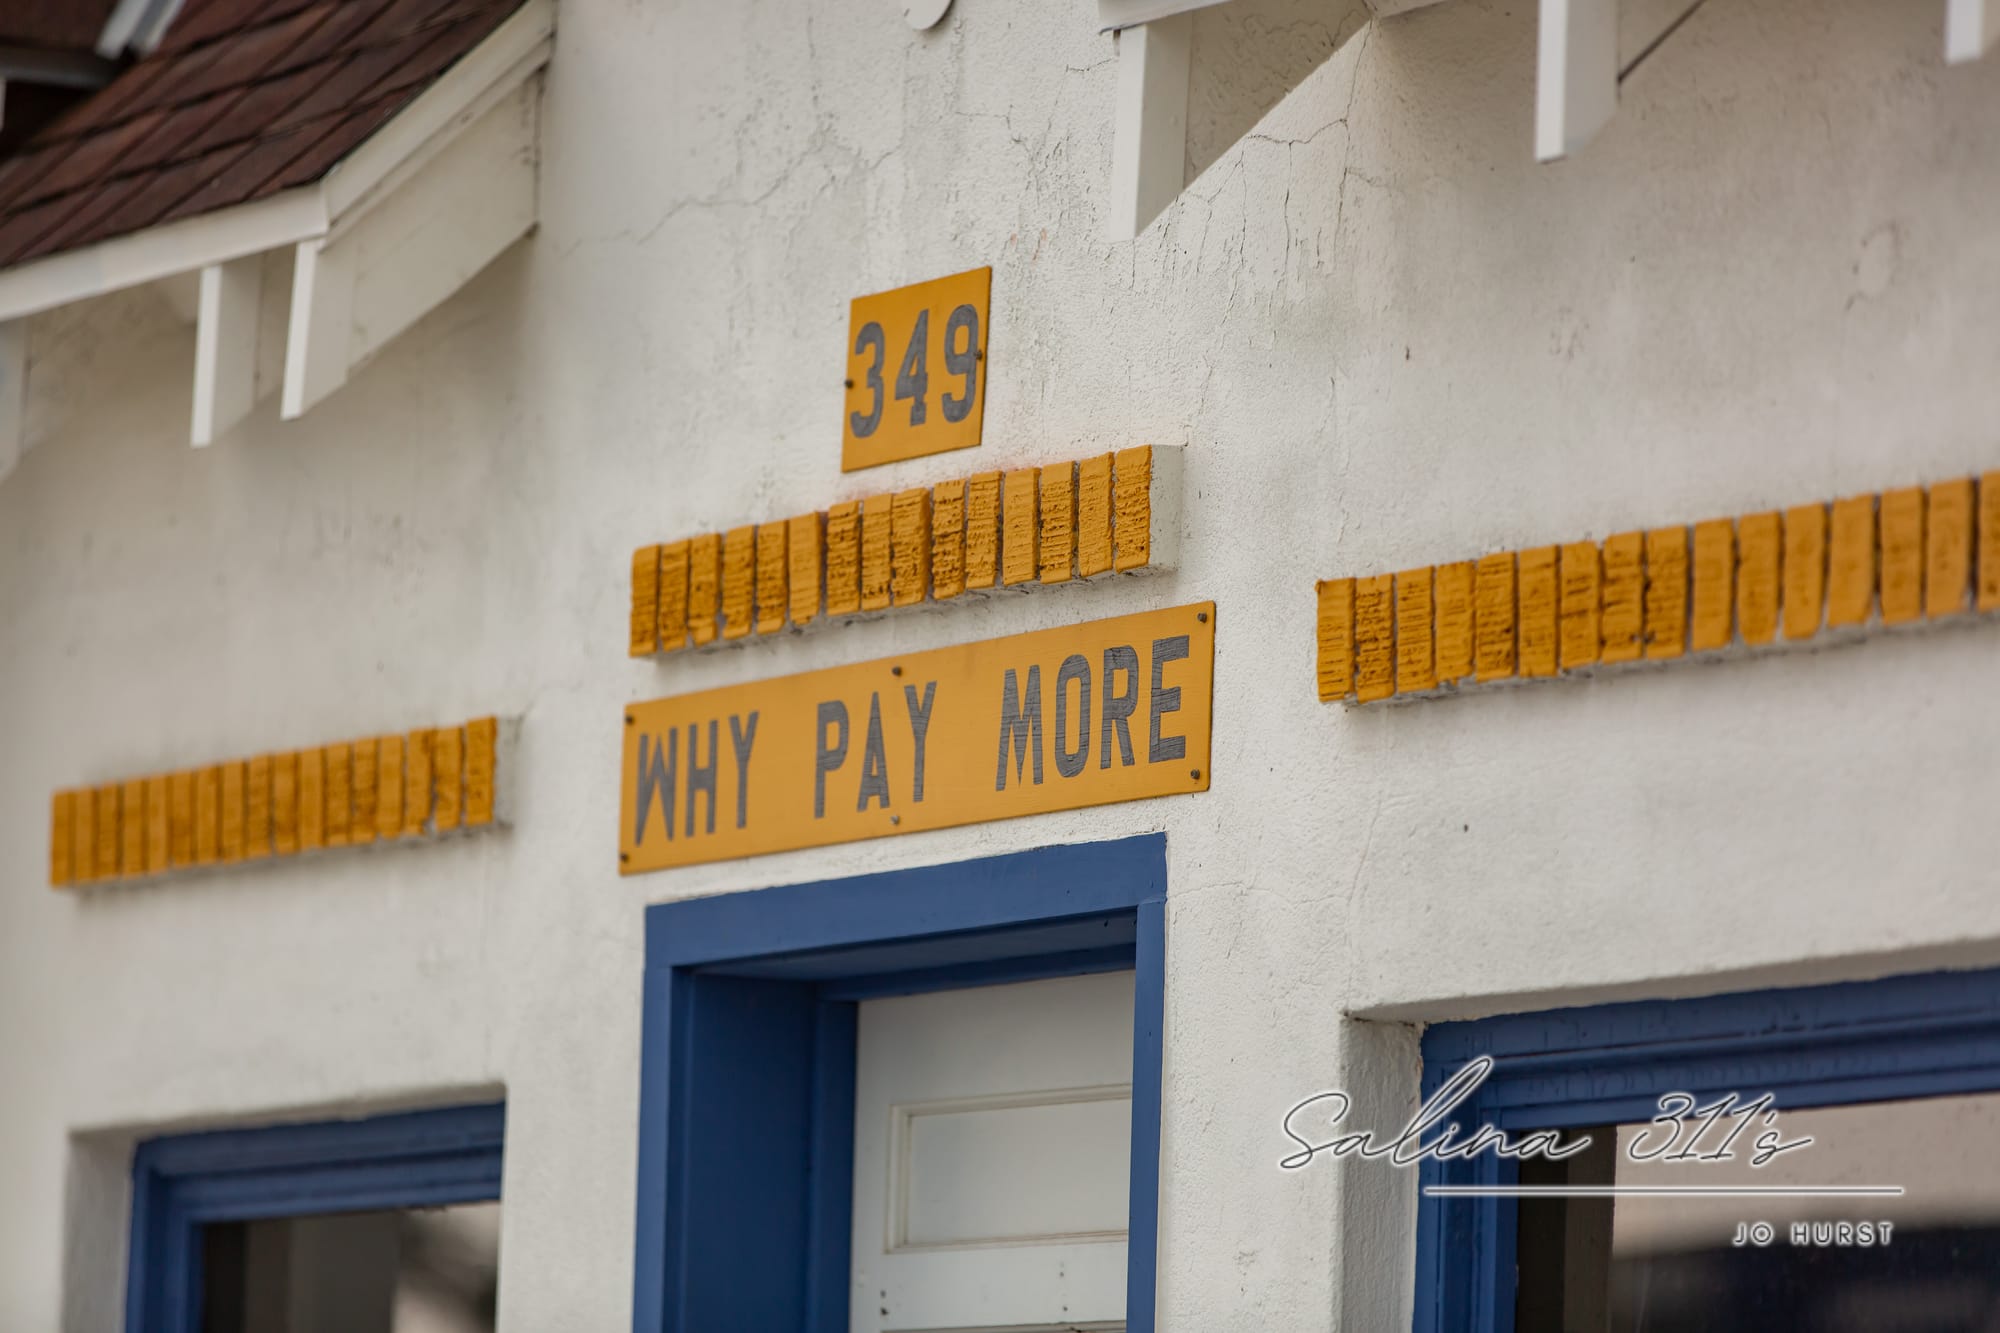 349
WHY PAY MORE
Salina 311's
JO HURST